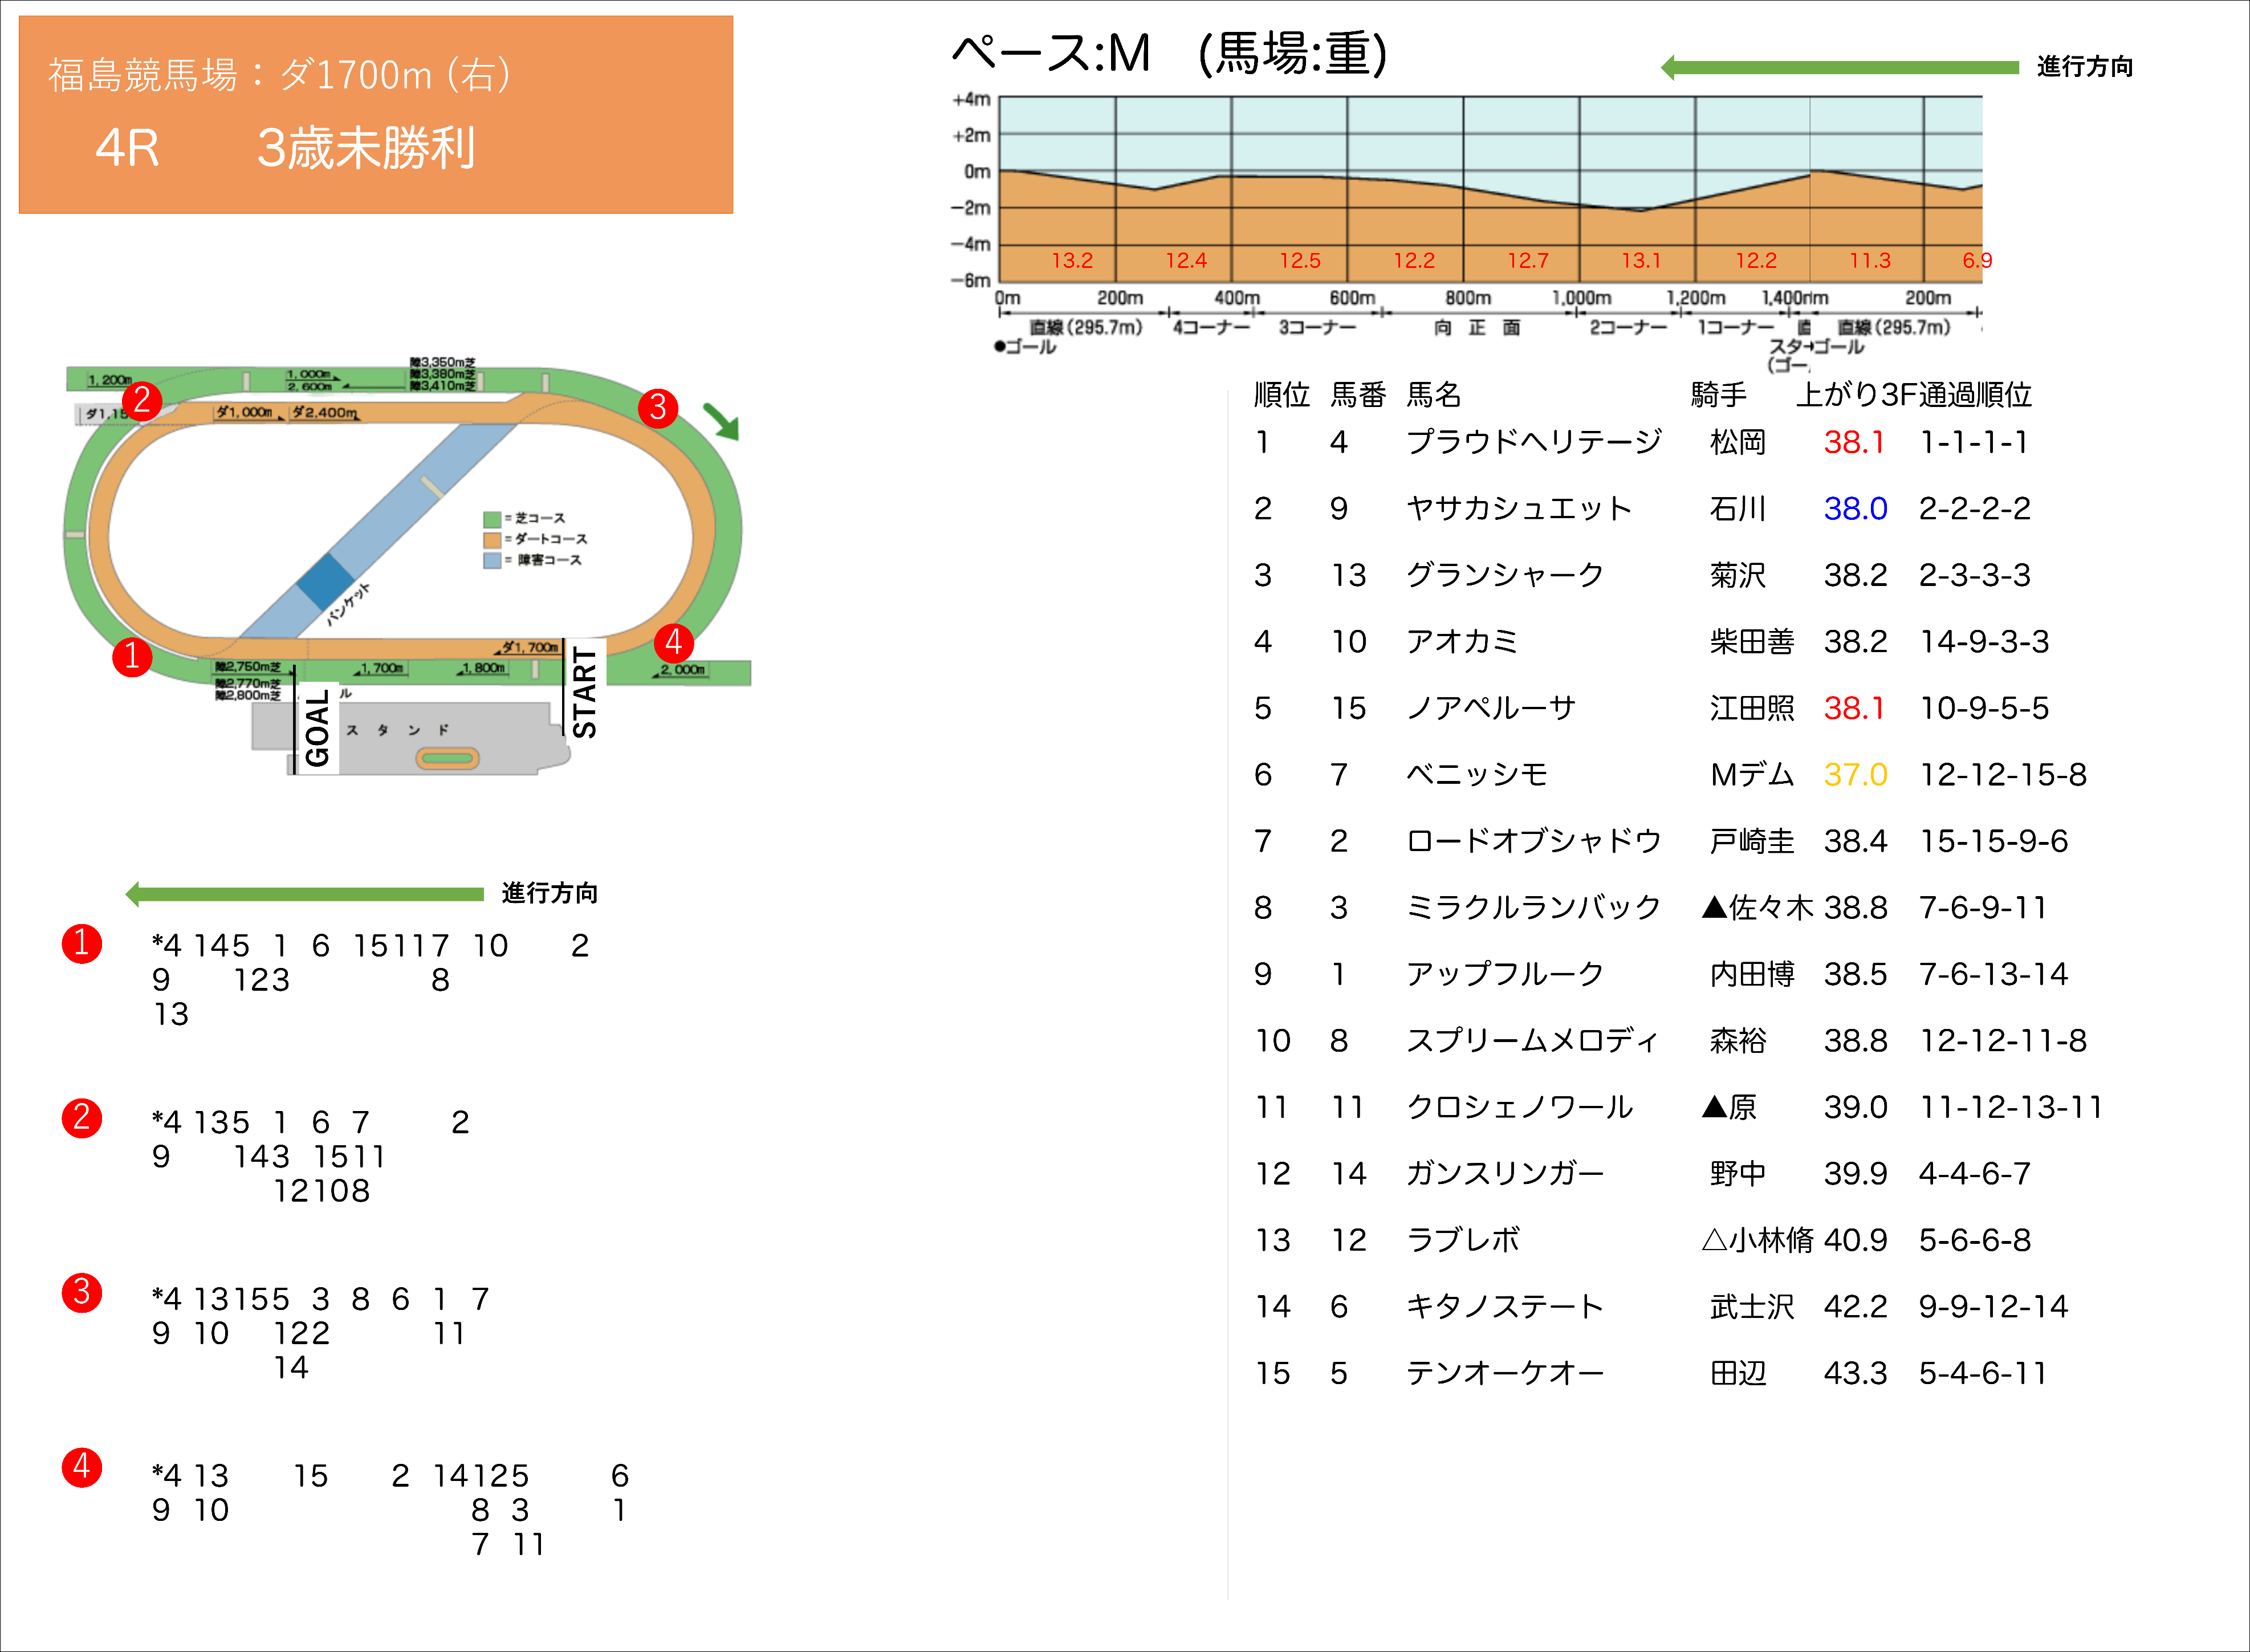 福島競馬場：ダ1700m（右）
4R　3歳未勝利
ペース:M　(馬場:重)
進行方向
+4m
+2m
0m
−2m
−4m
−6m
13.2 12.4 12.5 12.2 12.7 13.1 12.2 11.3 6.9
0m 200m 400m 600m 800m 1,000m 1,200m 1,400m 200m
直線(295.7m) 4コーナー 3コーナー 向正面 2コーナー 1コーナー 直 直線(295.7m)
●ゴール スタ ゴール
(ゴー
障3,350m芝
障3,380m芝
障3,410m芝
1,200m 1,000m
2,600m
ダ1,15 ダ1,000m ダ2,400m
2 3
=芝コース
=ダートコース
=障害コース
バンケット
1 4
ダ1,700m
障2,750m芝 1,700m 1,800m 2,000m
障2,770m芝
障2,800m芝 ル
スタンド
GOAL
START
進行方向
1 *4 145 1 6 15117 10 2
9 123 8
13
2 *4 135 1 6 7 2
9 143 1511
12108
3 *4 13155 3 8 6 1 7
9 10 122 11
14
4 *4 13 15 2 14125 6
9 10 8 3 1
7 11
順位 馬番 馬名 騎手 上がり3F通過順位
1 4 プラウドヘリテージ 松岡 38.1 1-1-1-1
2 9 ヤサカシュエット 石川 38.0 2-2-2-2
3 13 グランシャーク 菊沢 38.2 2-3-3-3
4 10 アオカミ 柴田善 38.2 14-9-3-3
5 15 ノアペルーサ 江田照 38.1 10-9-5-5
6 7 ベニッシモ Mデム 37.0 12-12-15-8
7 2 ロードオブシャドウ 戸崎圭 38.4 15-15-9-6
8 3 ミラクルランバック ▲佐々木 38.8 7-6-9-11
9 1 アップフルーク 内田博 38.5 7-6-13-14
10 8 スプリームメロディ 森裕 38.8 12-12-11-8
11 11 クロシェノワール ▲原 39.0 11-12-13-11
12 14 ガンスリンガー 野中 39.9 4-4-6-7
13 12 ラブレボ △小林脩 40.9 5-6-6-8
14 6 キタノステート 武士沢 42.2 9-9-12-14
15 5 テンオーケオー 田辺 43.3 5-4-6-11